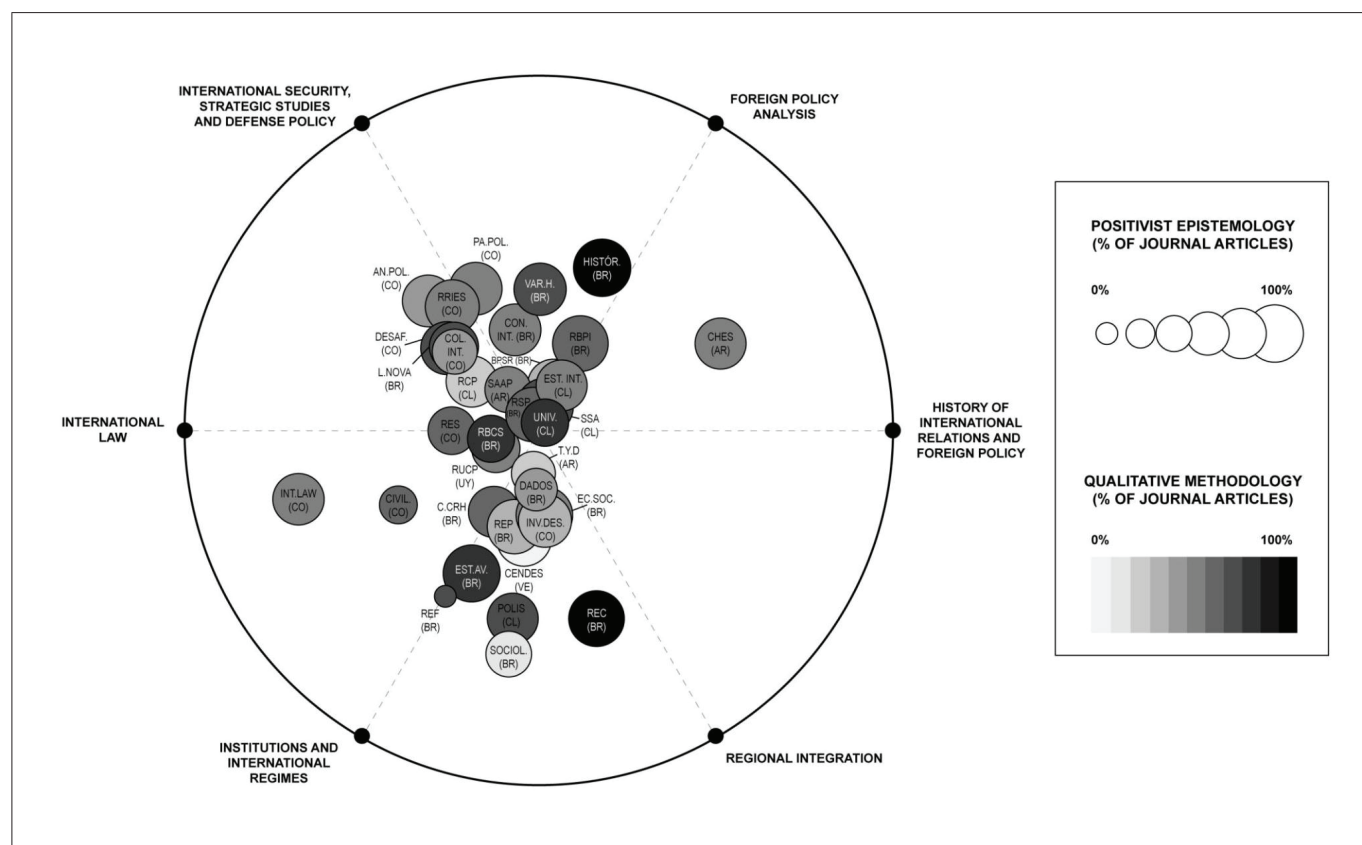 INTERNATIONAL SECURITY,
STRATEGIC STUDIES
AND DEFENSE POLICY
FOREIGN POLICY
ANALYSIS
HISTORY OF
INTERNATIONAL
RELATIONS AND
FOREIGN POLICY
REGIONAL INTEGRATION
INSTITUTIONS AND
INTERNATIONAL
REGIMES
INTERNATIONAL
LAW
PA.POL.
(CO)
AN.POL.
(CO)
RRIES
(CO)
VAR.H.
(BR)
HISTÓR.
(BR)
CON.
INT. (BR)
RBPI
(BR)
CHES
(AR)
DESAF.
(CO)
COL.
INT.
(CO)
L.NOVA
(BR)
RCP
(CL)
BPSR (BR)
SAAP
(AR)
EST. INT.
(CL)
RSP
(BR)
UNIV.
(CL)
SSA
(CL)
RES
(CO)
RBCS
(BR)
RUCP
(UY)
T.Y.D
(AR)
DADOS
(BR)
INT.LAW
(CO)
CIVIL.
(CO)
C.CRH
(BR)
REP
(BR)
INV.DES.
(CO)
EC.SOC.
(BR)
CENDES
(VE)
EST.AV.
(BR)
REF
(BR)
POLIS
(CL)
REC
(BR)
SOCIOL.
(BR)
POSITIVIST EPISTEMOLOGY
(% OF JOURNAL ARTICLES)
0% 100%
QUALITATIVE METHODOLOGY
(% OF JOURNAL ARTICLES)
0% 100%